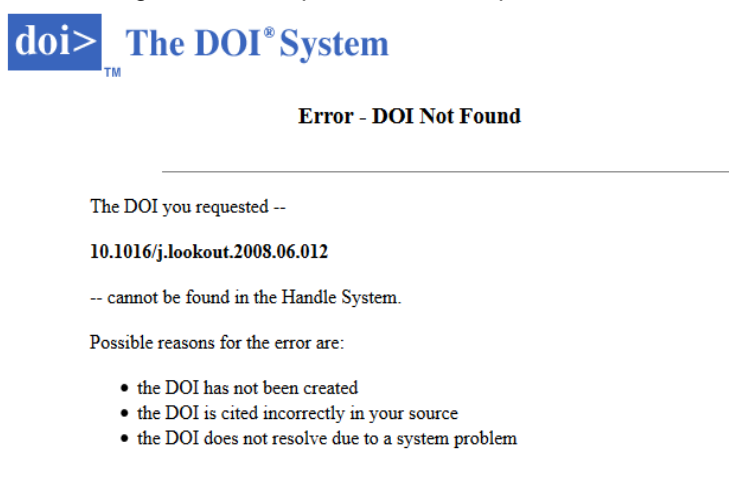 doi>
TM
The DOI® System
Error - DOI Not Found
The DOI you requested --
10.1016/j.lookout.2008.06.012
-- cannot be found in the Handle System.
Possible reasons for the error are:
• the DOI has not been created
• the DOI is cited incorrectly in your source
• the DOI does not resolve due to a system problem